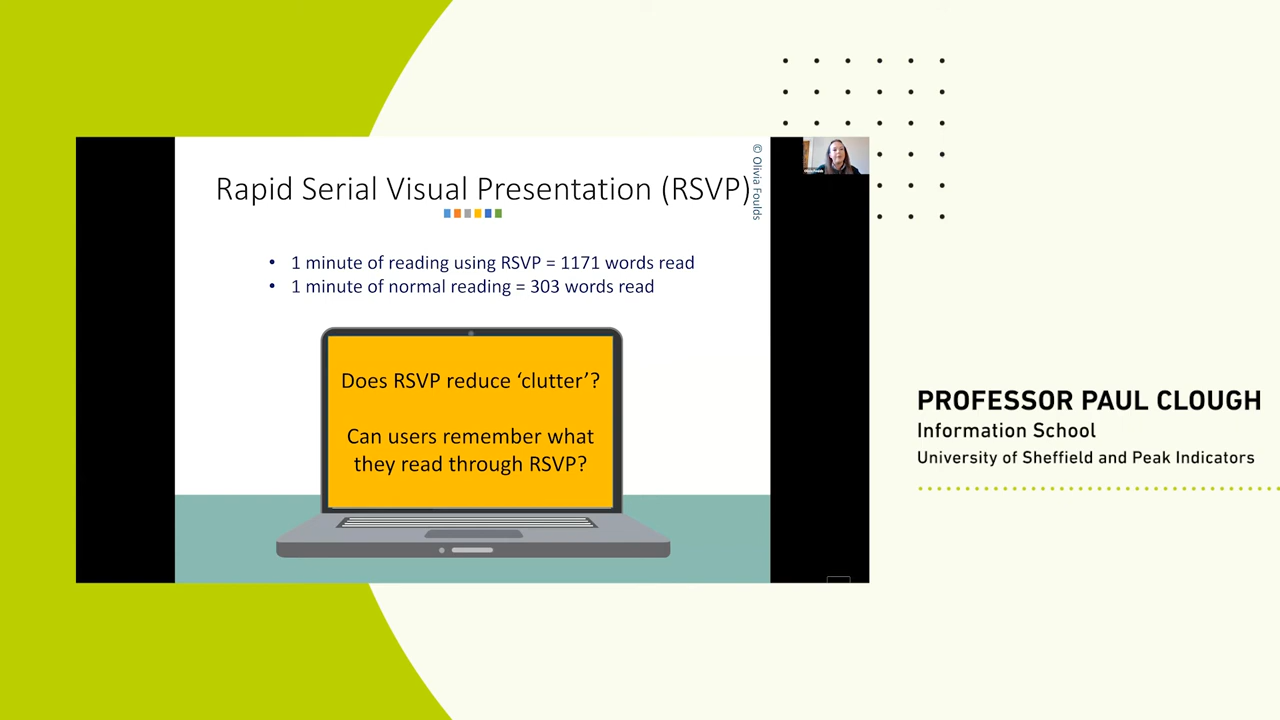 Rapid Serial Visual Presentation (RSVP)
© Olivia Foulds
• 1 minute of reading using RSVP = 1171 words read
• 1 minute of normal reading = 303 words read
Does RSVP reduce ‘clutter’?
Can users remember what
they read through RSVP?
Olivia Foulds
PROFESSOR PAUL CLOUGH
Information School
University of Sheffield and Peak Indicators